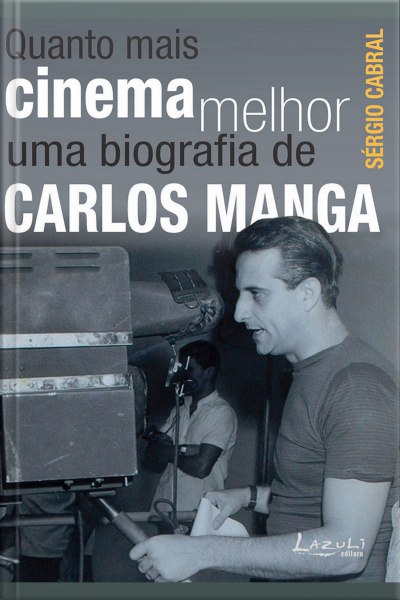 Quanto mais
cinema melhor
uma biografia de
CARLOS MANGA
SÉRGIO CABRAL
LAZULI
editora